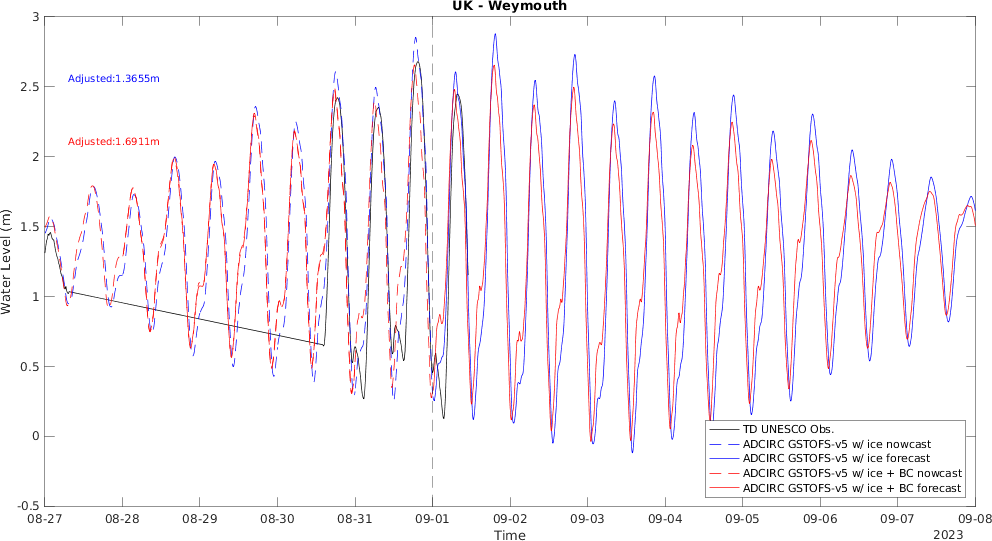 UK - Weymouth
3
2.5
2
1.5
1
0.5
0
-0.5
Water Level (m)
Adjusted:1.3655m
Adjusted:1.6911m
TD UNESCO Obs.
ADCIRC GSTOFS-v5 w/ ice nowcast
ADCIRC GSTOFS-v5 w/ ice forecast
ADCIRC GSTOFS-v5 w/ ice + BC nowcast
ADCIRC GSTOFS-v5 w/ ice + BC forecast
08-27 08-28 08-29 08-30 08-31 09-01 09-02 09-03 09-04 09-05 09-06 09-07 09-08
Time
2023